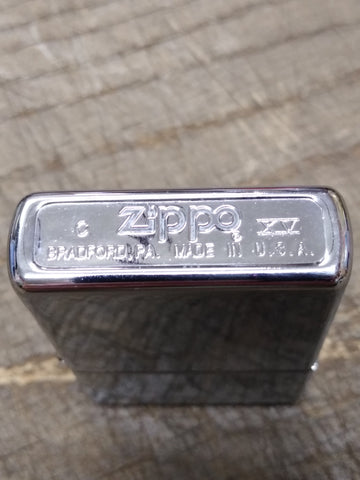 C Zippo XV
BRADFORD, PA. MADE IN U.S.A.